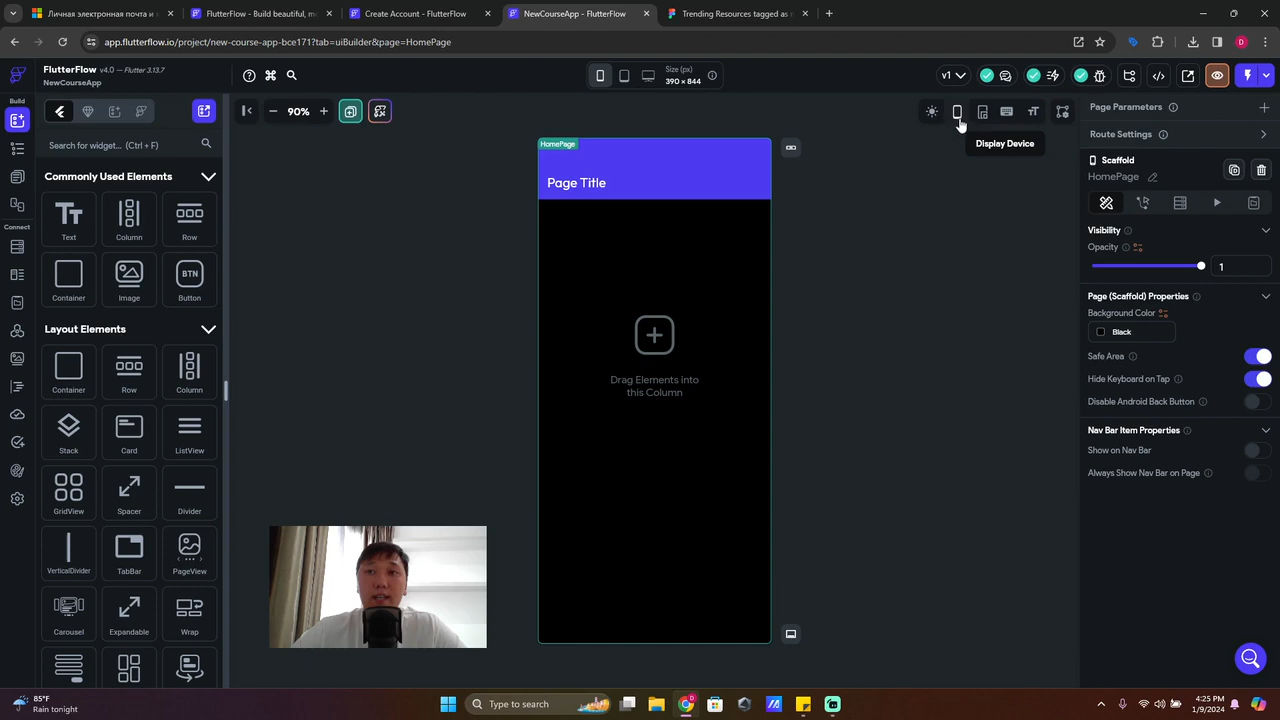 Личная электронная почта и к
FlutterFlow - Build beautiful, m
Create Account - FlutterFlow
NewCourseApp - FlutterFlow
Trending Resources tagged as r
app.flutterflow.io/project/new-course-app-bce171?tab=uiBuilder&page=HomePage
D
FlutterFlow v4.0 - Flutter 3.13.7
NewCourseApp
Size (px)
390 × 844
v1
Build
90%
Page Parameters
Search for widget... (Ctrl + F)
Display Device
Route Settings
HomePage
Scaffold
HomePage
Commonly Used Elements
Page Title
Text
Column
Row
Connect
Visibility
Opacity
1
BTN
Container
Image
Button
Page (Scaffold) Properties
Background Color
Black
Layout Elements
Safe Area
Hide Keyboard on Tap
Drag Elements into
this Column
Container
Row
Column
Disable Android Back Button
Nav Bar Item Properties
Show on Nav Bar
Stack
Card
ListView
Always Show Nav Bar on Page
GridView
Spacer
Divider
VerticalDivider
TabBar
PageView
Carousel
Expandable
Wrap
85°F
Rain tonight
Type to search
4:25 PM
1/9/2024